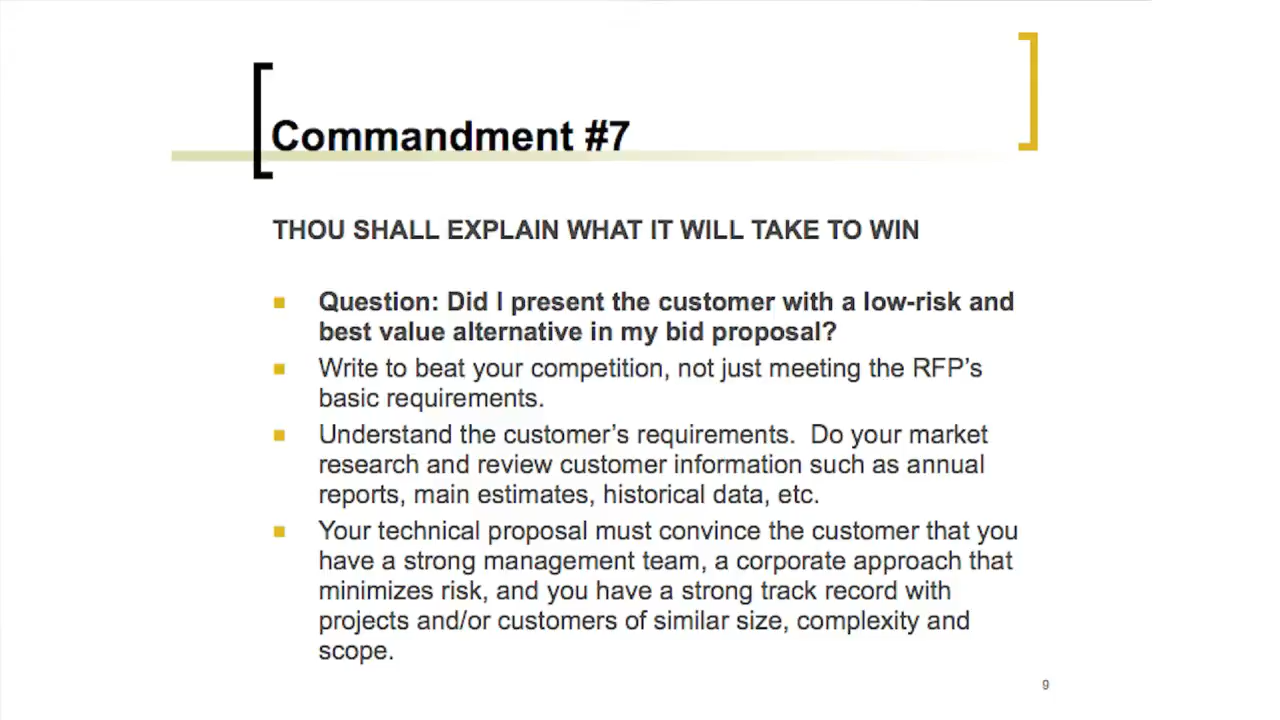 Commandment #7
THOU SHALL EXPLAIN WHAT IT WILL TAKE TO WIN
Question: Did I present the customer with a low-risk and
best value alternative in my bid proposal?
Write to beat your competition, not just meeting the RFP’s
basic requirements.
Understand the customer’s requirements.  Do your market
research and review customer information such as annual
reports, main estimates, historical data, etc.
Your technical proposal must convince the customer that you
have a strong management team, a corporate approach that
minimizes risk, and you have a strong track record with
projects and/or customers of similar size, complexity and
scope.
9